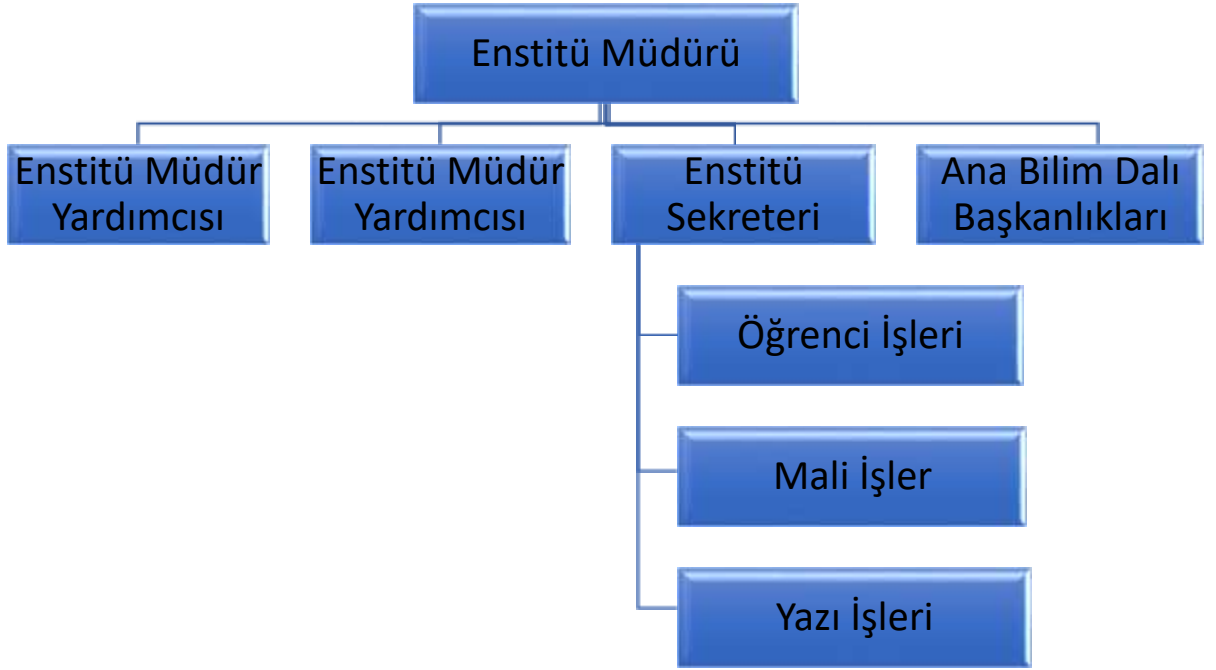 Enstitü Müdürü
Enstitü Müdür
Yardımcısı
Enstitü Müdür
Yardımcısı
Enstitü
Sekreteri
Ana Bilim Dalı
Başkanlıkları
Öğrenci İşleri
Mali İşler
Yazı İşleri